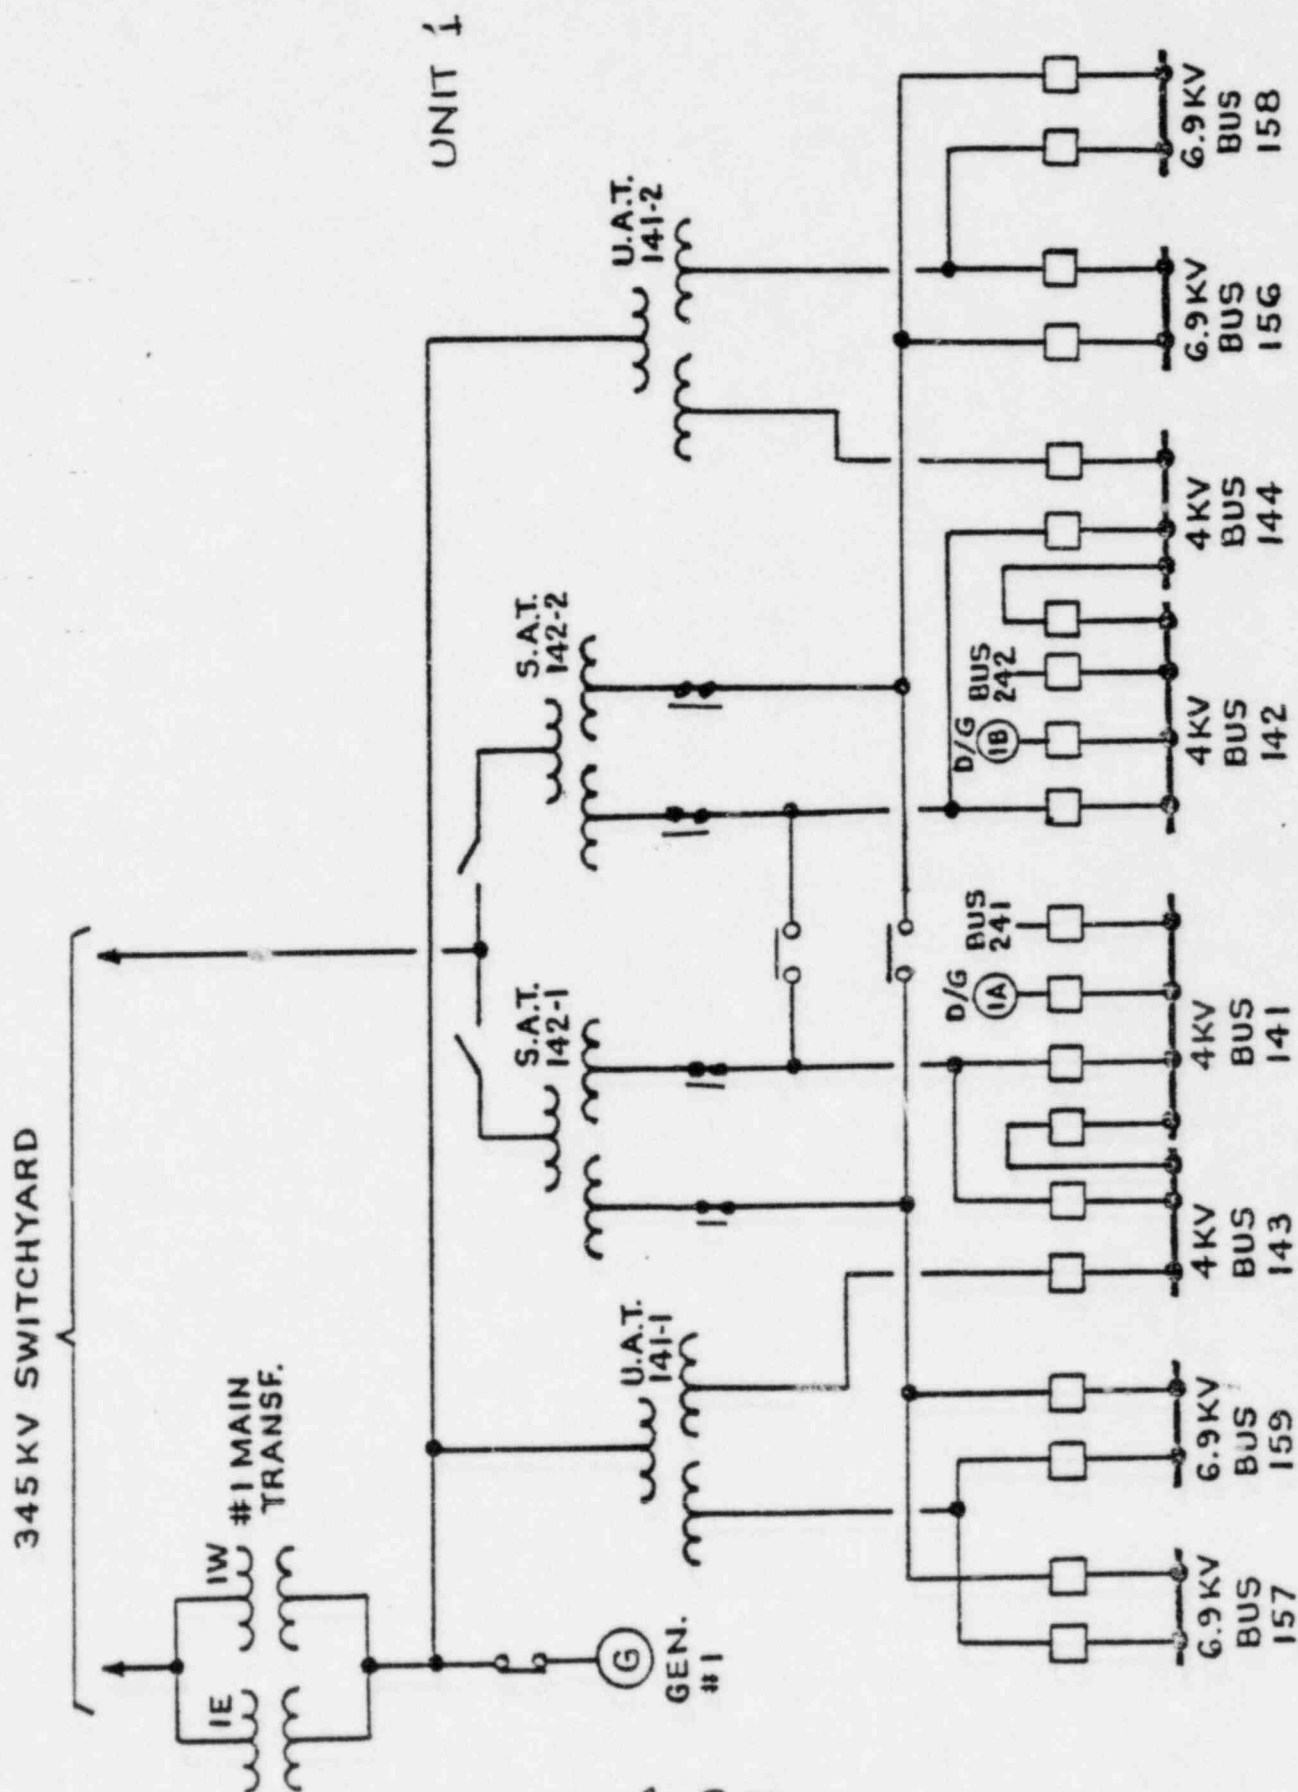 345KV SWITCHYARD
UNIT 1
1E
1W
#1 MAIN
TRANSF.
G
GEN.
#1
U.A.T.
141-1
S.A.T.
142-1
S.A.T.
142-2
U.A.T.
141-2
D/G
1A
BUS
241
D/G
1B
BUS
242
6.9KV
BUS
157
6.9KV
BUS
159
4KV
BUS
143
4KV
BUS
141
4KV
BUS
142
4KV
BUS
144
6.9KV
BUS
156
6.9KV
BUS
158